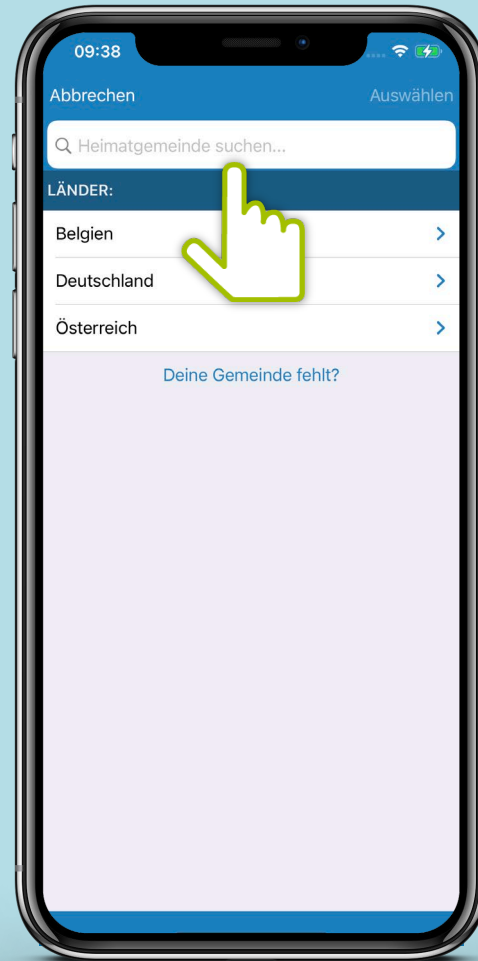 09:38
Abbrechen Auswählen
Heimatgemeinde suchen...
LÄNDER:
Belgien
Deutschland
Österreich
Deine Gemeinde fehlt?